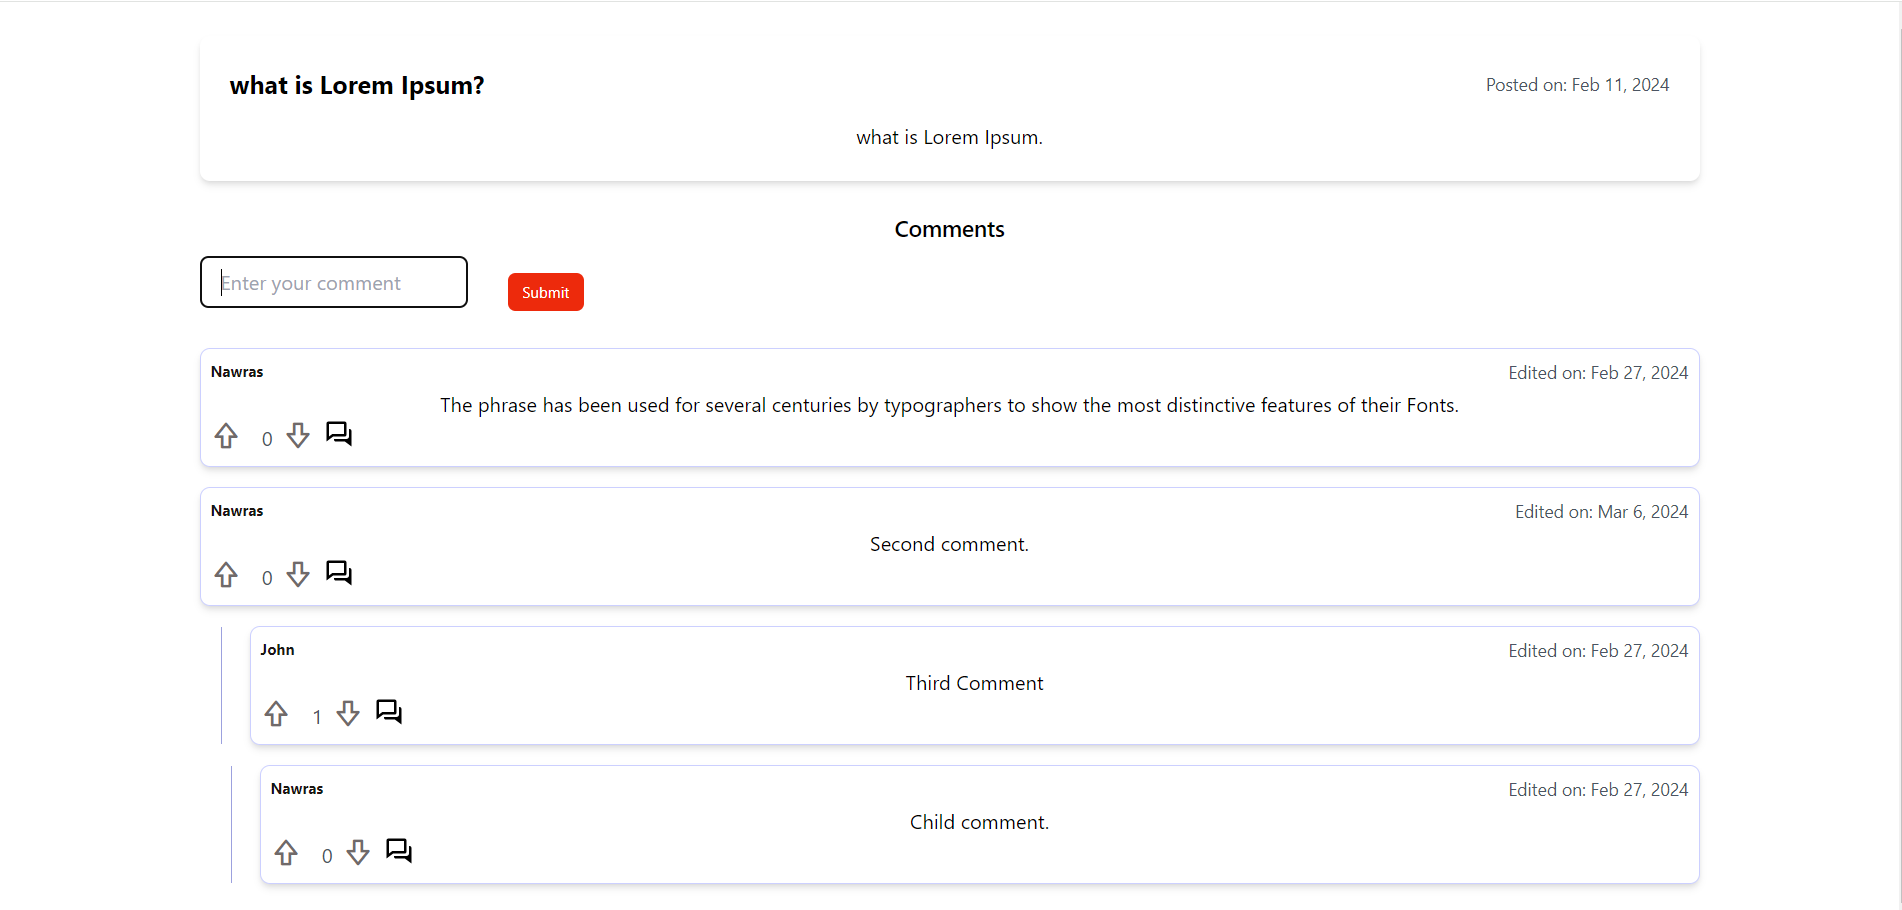 what is Lorem Ipsum?
Posted on: Feb 11, 2024
what is Lorem Ipsum.
Comments
Enter your comment
Submit
Nawras
Edited on: Feb 27, 2024
The phrase has been used for several centuries by typographers to show the most distinctive features of their Fonts.
0
Nawras
Edited on: Mar 6, 2024
Second comment.
0
John
Edited on: Feb 27, 2024
Third Comment
1
Nawras
Edited on: Feb 27, 2024
Child comment.
0